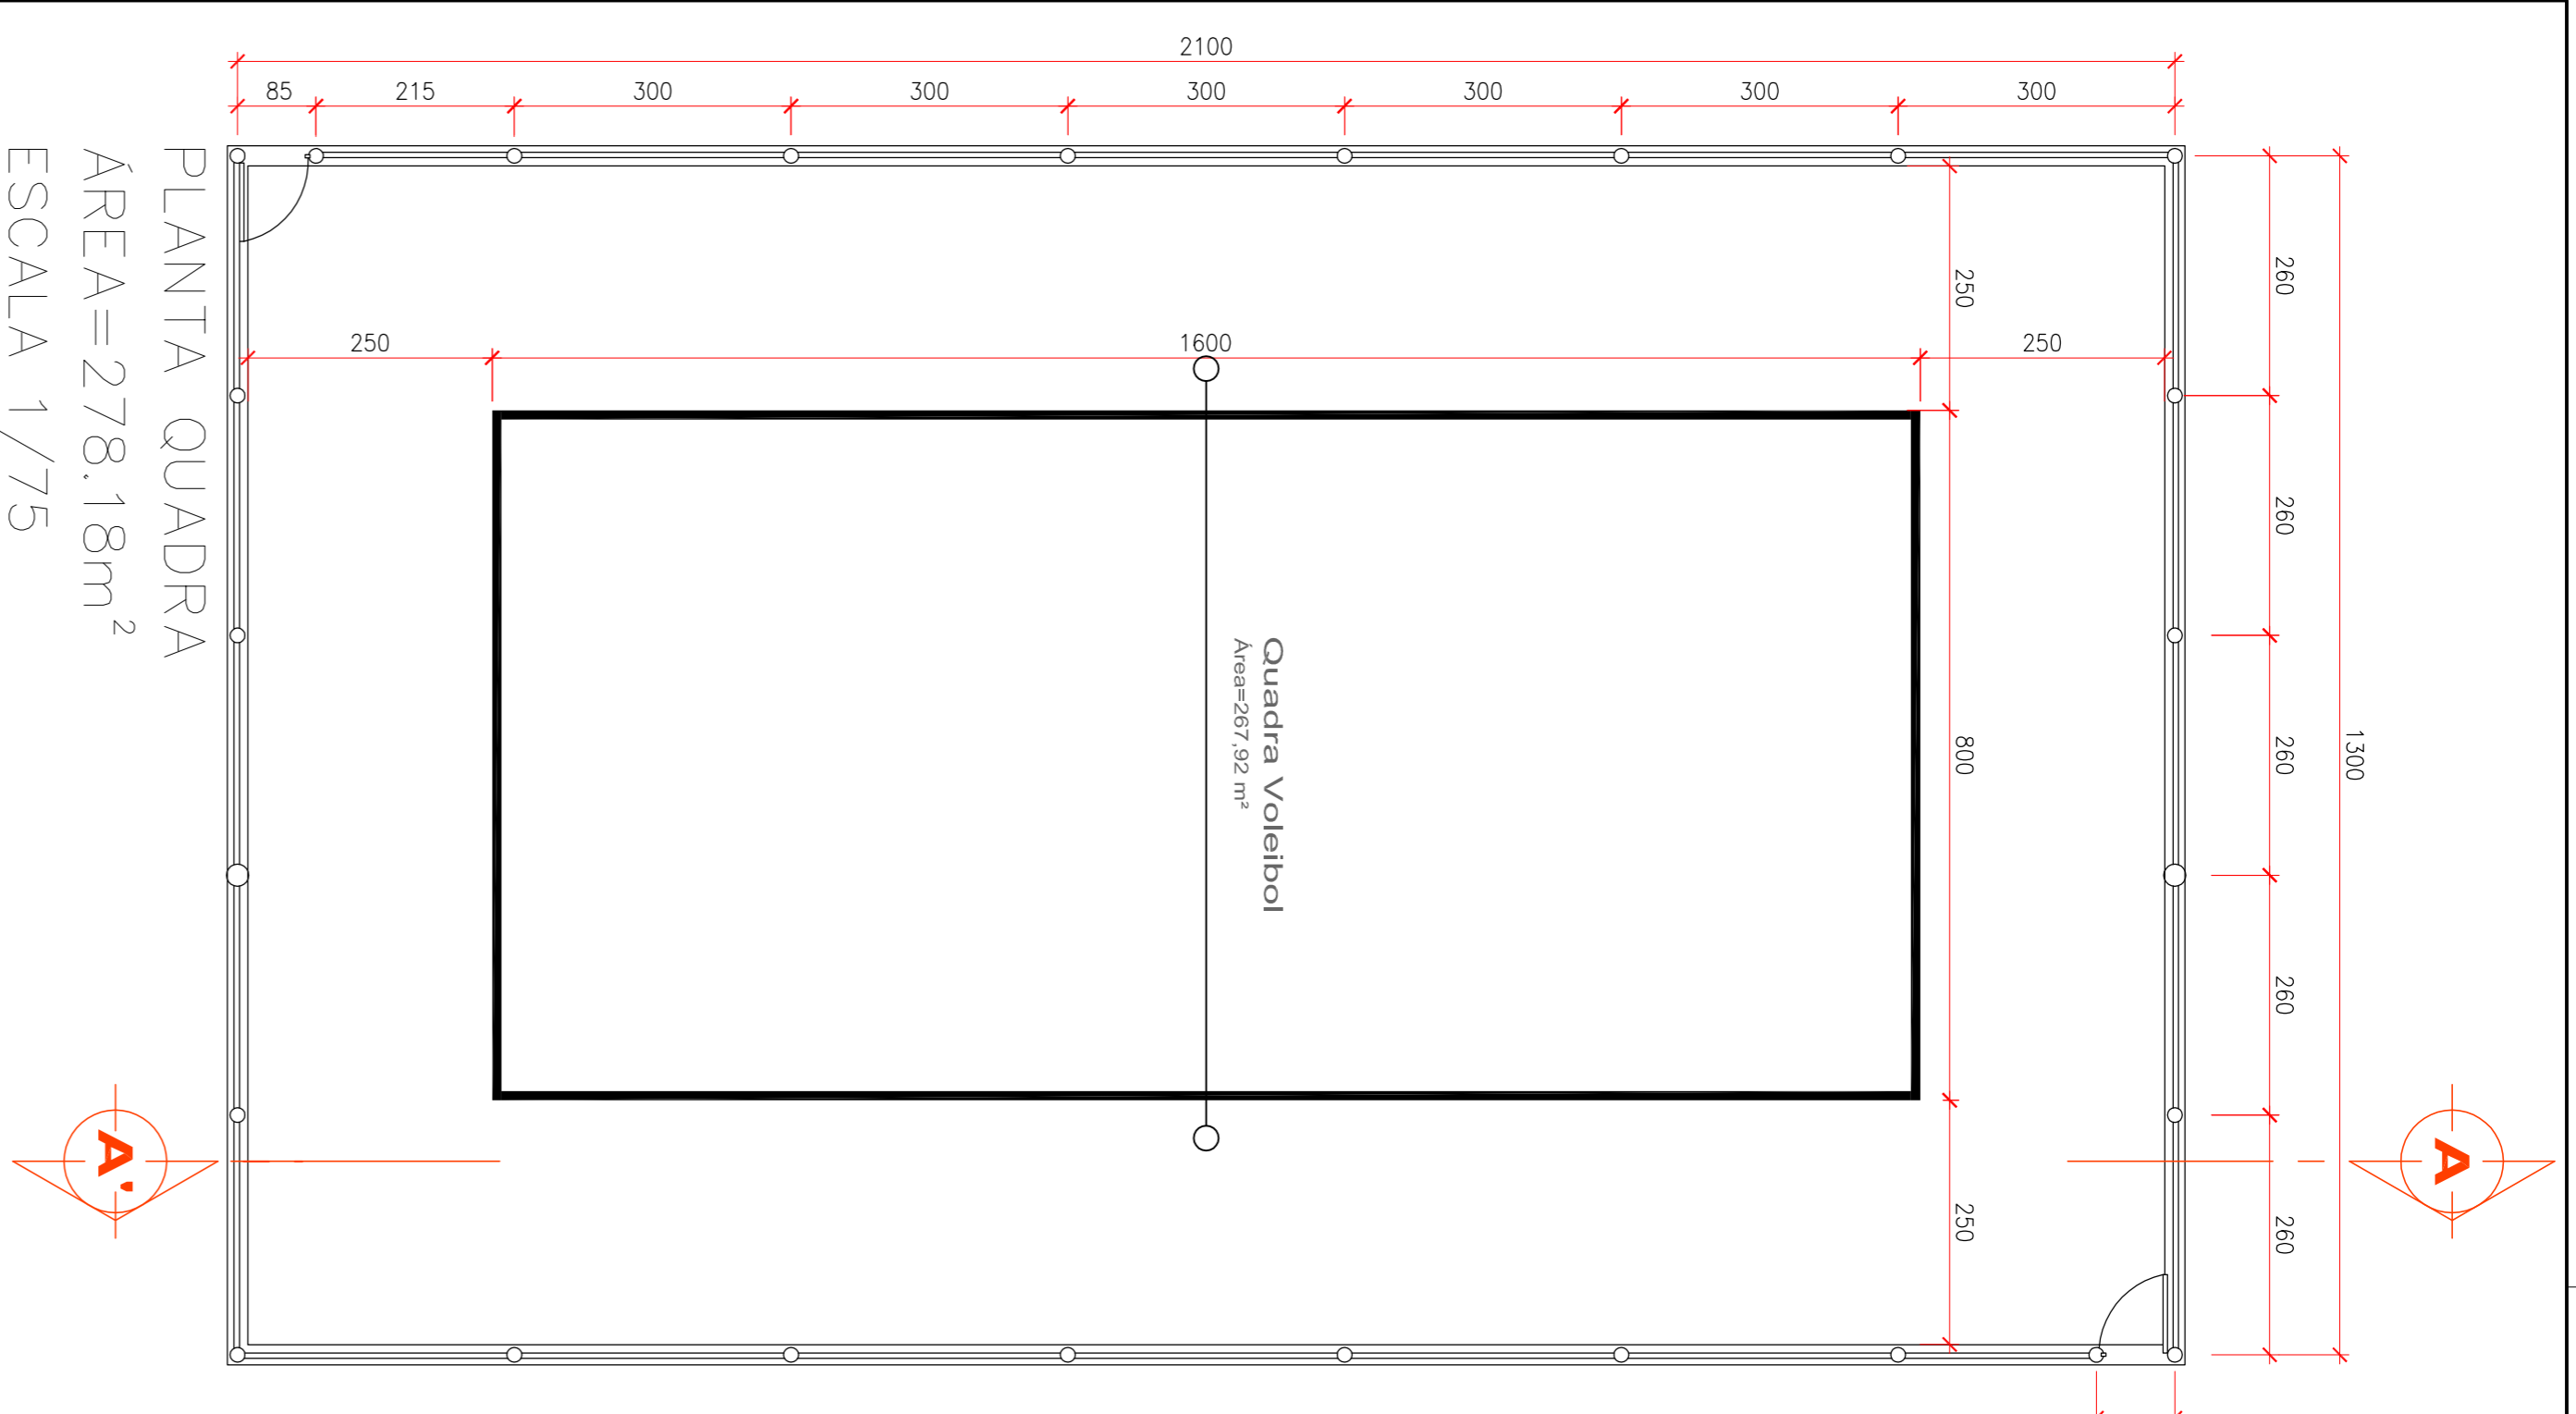 2100
85 215 300 300 300 300 300 300
250 1600 250
250
800
250
260
260
260
260
260
1300
Quadra Voleibol
Área=267,92 m²
PLANTA QUADRA
ÁREA=278.18m²
ESCALA 1/75
A'
A